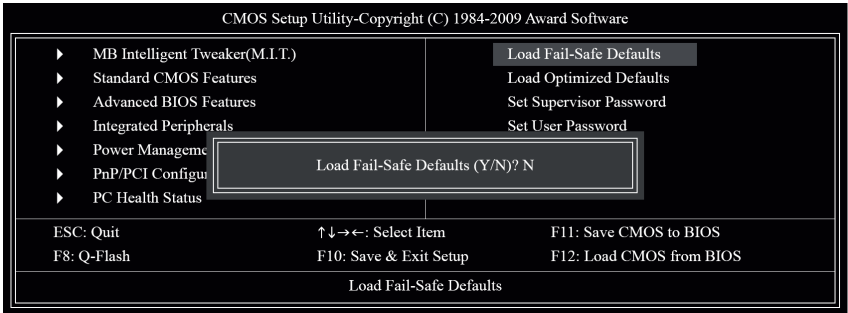 CMOS Setup Utility-Copyright (C) 1984-2009 Award Software
MB Intelligent Tweaker(M.I.T.)
Standard CMOS Features
Advanced BIOS Features
Integrated Peripherals
Power Manageme
PnP/PCI Configur
PC Health Status
Load Fail-Safe Defaults
Load Optimized Defaults
Set Supervisor Password
Set User Password
Load Fail-Safe Defaults (Y/N)? N
ESC: Quit
↑↓→←: Select Item
F11: Save CMOS to BIOS
F8: Q-Flash
F10: Save & Exit Setup
F12: Load CMOS from BIOS
Load Fail-Safe Defaults